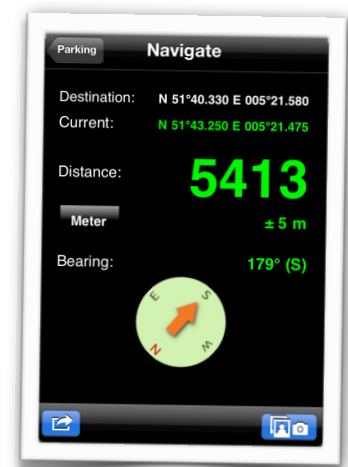 Parking Navigate
Destination: N 51°40.330 E 005°21.580
Current: N 51°43.250 E 005°21.475
Distance: 5413
Meter ± 5 m
Bearing: 179° (S)
E S
N W